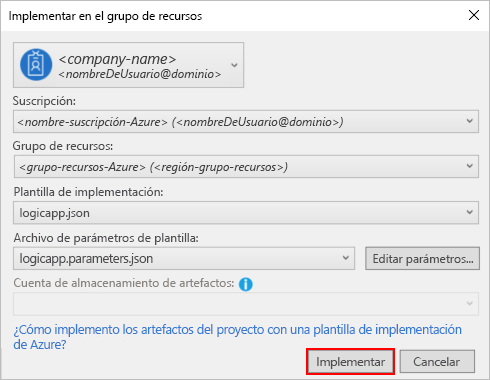 Implementar en el grupo de recursos
<company-name>
<nombreDeUsuario@dominio>
Suscripción:
<nombre-suscripción-Azure> (<nombreDeUsuario@dominio>)
Grupo de recursos:
<grupo-recursos-Azure> (<región-grupo-recursos>)
Plantilla de implementación:
logicapp.json
Archivo de parámetros de plantilla:
logicapp.parameters.json
Editar parámetros...
Cuenta de almacenamiento de artefactos:
¿Cómo implemento los artefactos del proyecto con una plantilla de implementación
de Azure?
Implementar
Cancelar